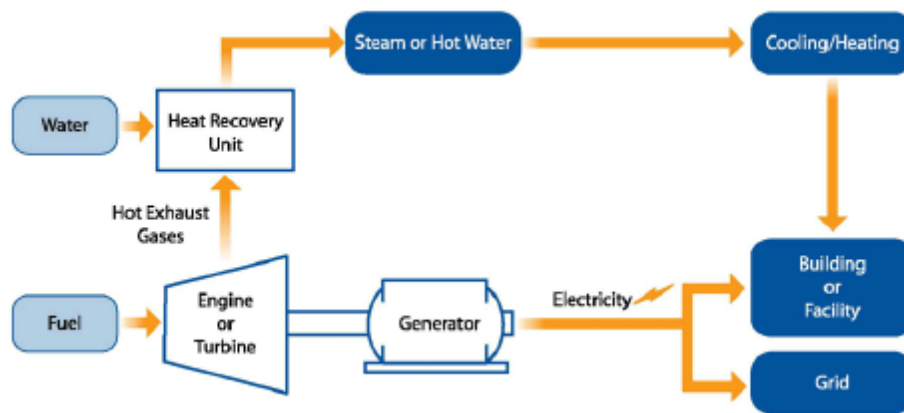 Steam or Hot Water
Cooling/Heating
Water
Heat Recovery
Unit
Hot Exhaust
Gases
Building
or
Facility
Electricity
Fuel
Engine
or
Turbine
Generator
Grid